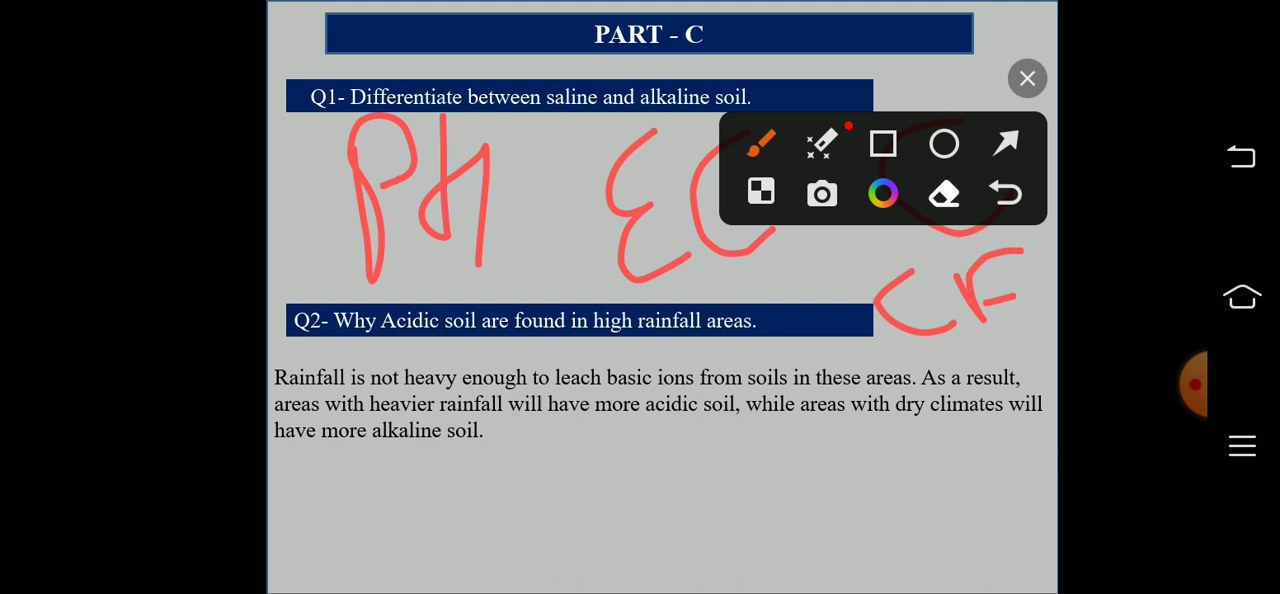 PART - C
Q1- Differentiate between saline and alkaline soil.
PH EC
Q2- Why Acidic soil are found in high rainfall areas.
Rainfall is not heavy enough to leach basic ions from soils in these areas. As a result,
areas with heavier rainfall will have more acidic soil, while areas with dry climates will
have more alkaline soil.